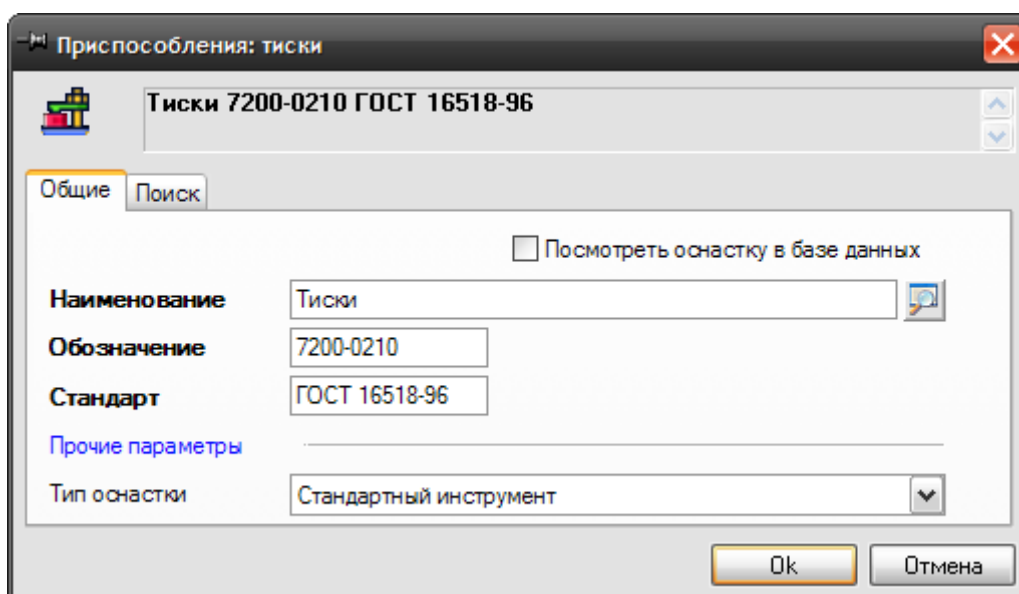 Приспособления: тиски
Тиски 7200-0210 ГОСТ 16518-96
Общие Поиск
Посмотреть оснастку в базе данных
Наименование Тиски
Обозначение 7200-0210
Стандарт ГОСТ 16518-96
Прочие параметры
Тип оснастки Стандартный инструмент
Ok Отмена